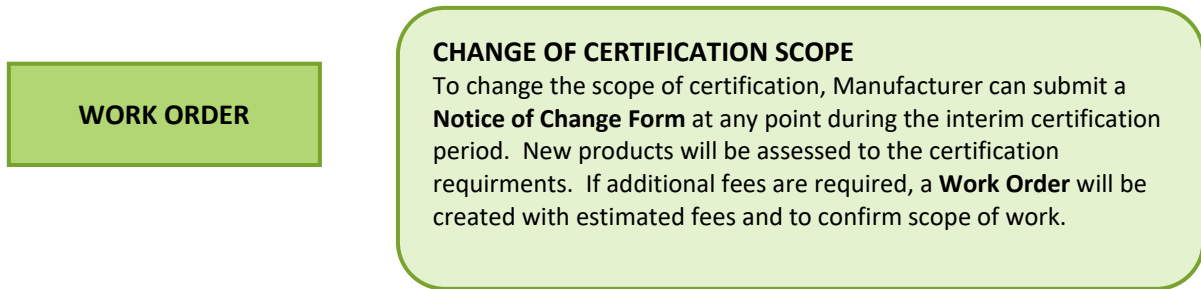 WORK ORDER
CHANGE OF CERTIFICATION SCOPE
To change the scope of certification, Manufacturer can submit a
Notice of Change Form at any point during the interim certification
period.  New products will be assessed to the certification
requirments.  If additional fees are required, a Work Order will be
created with estimated fees and to confirm scope of work.